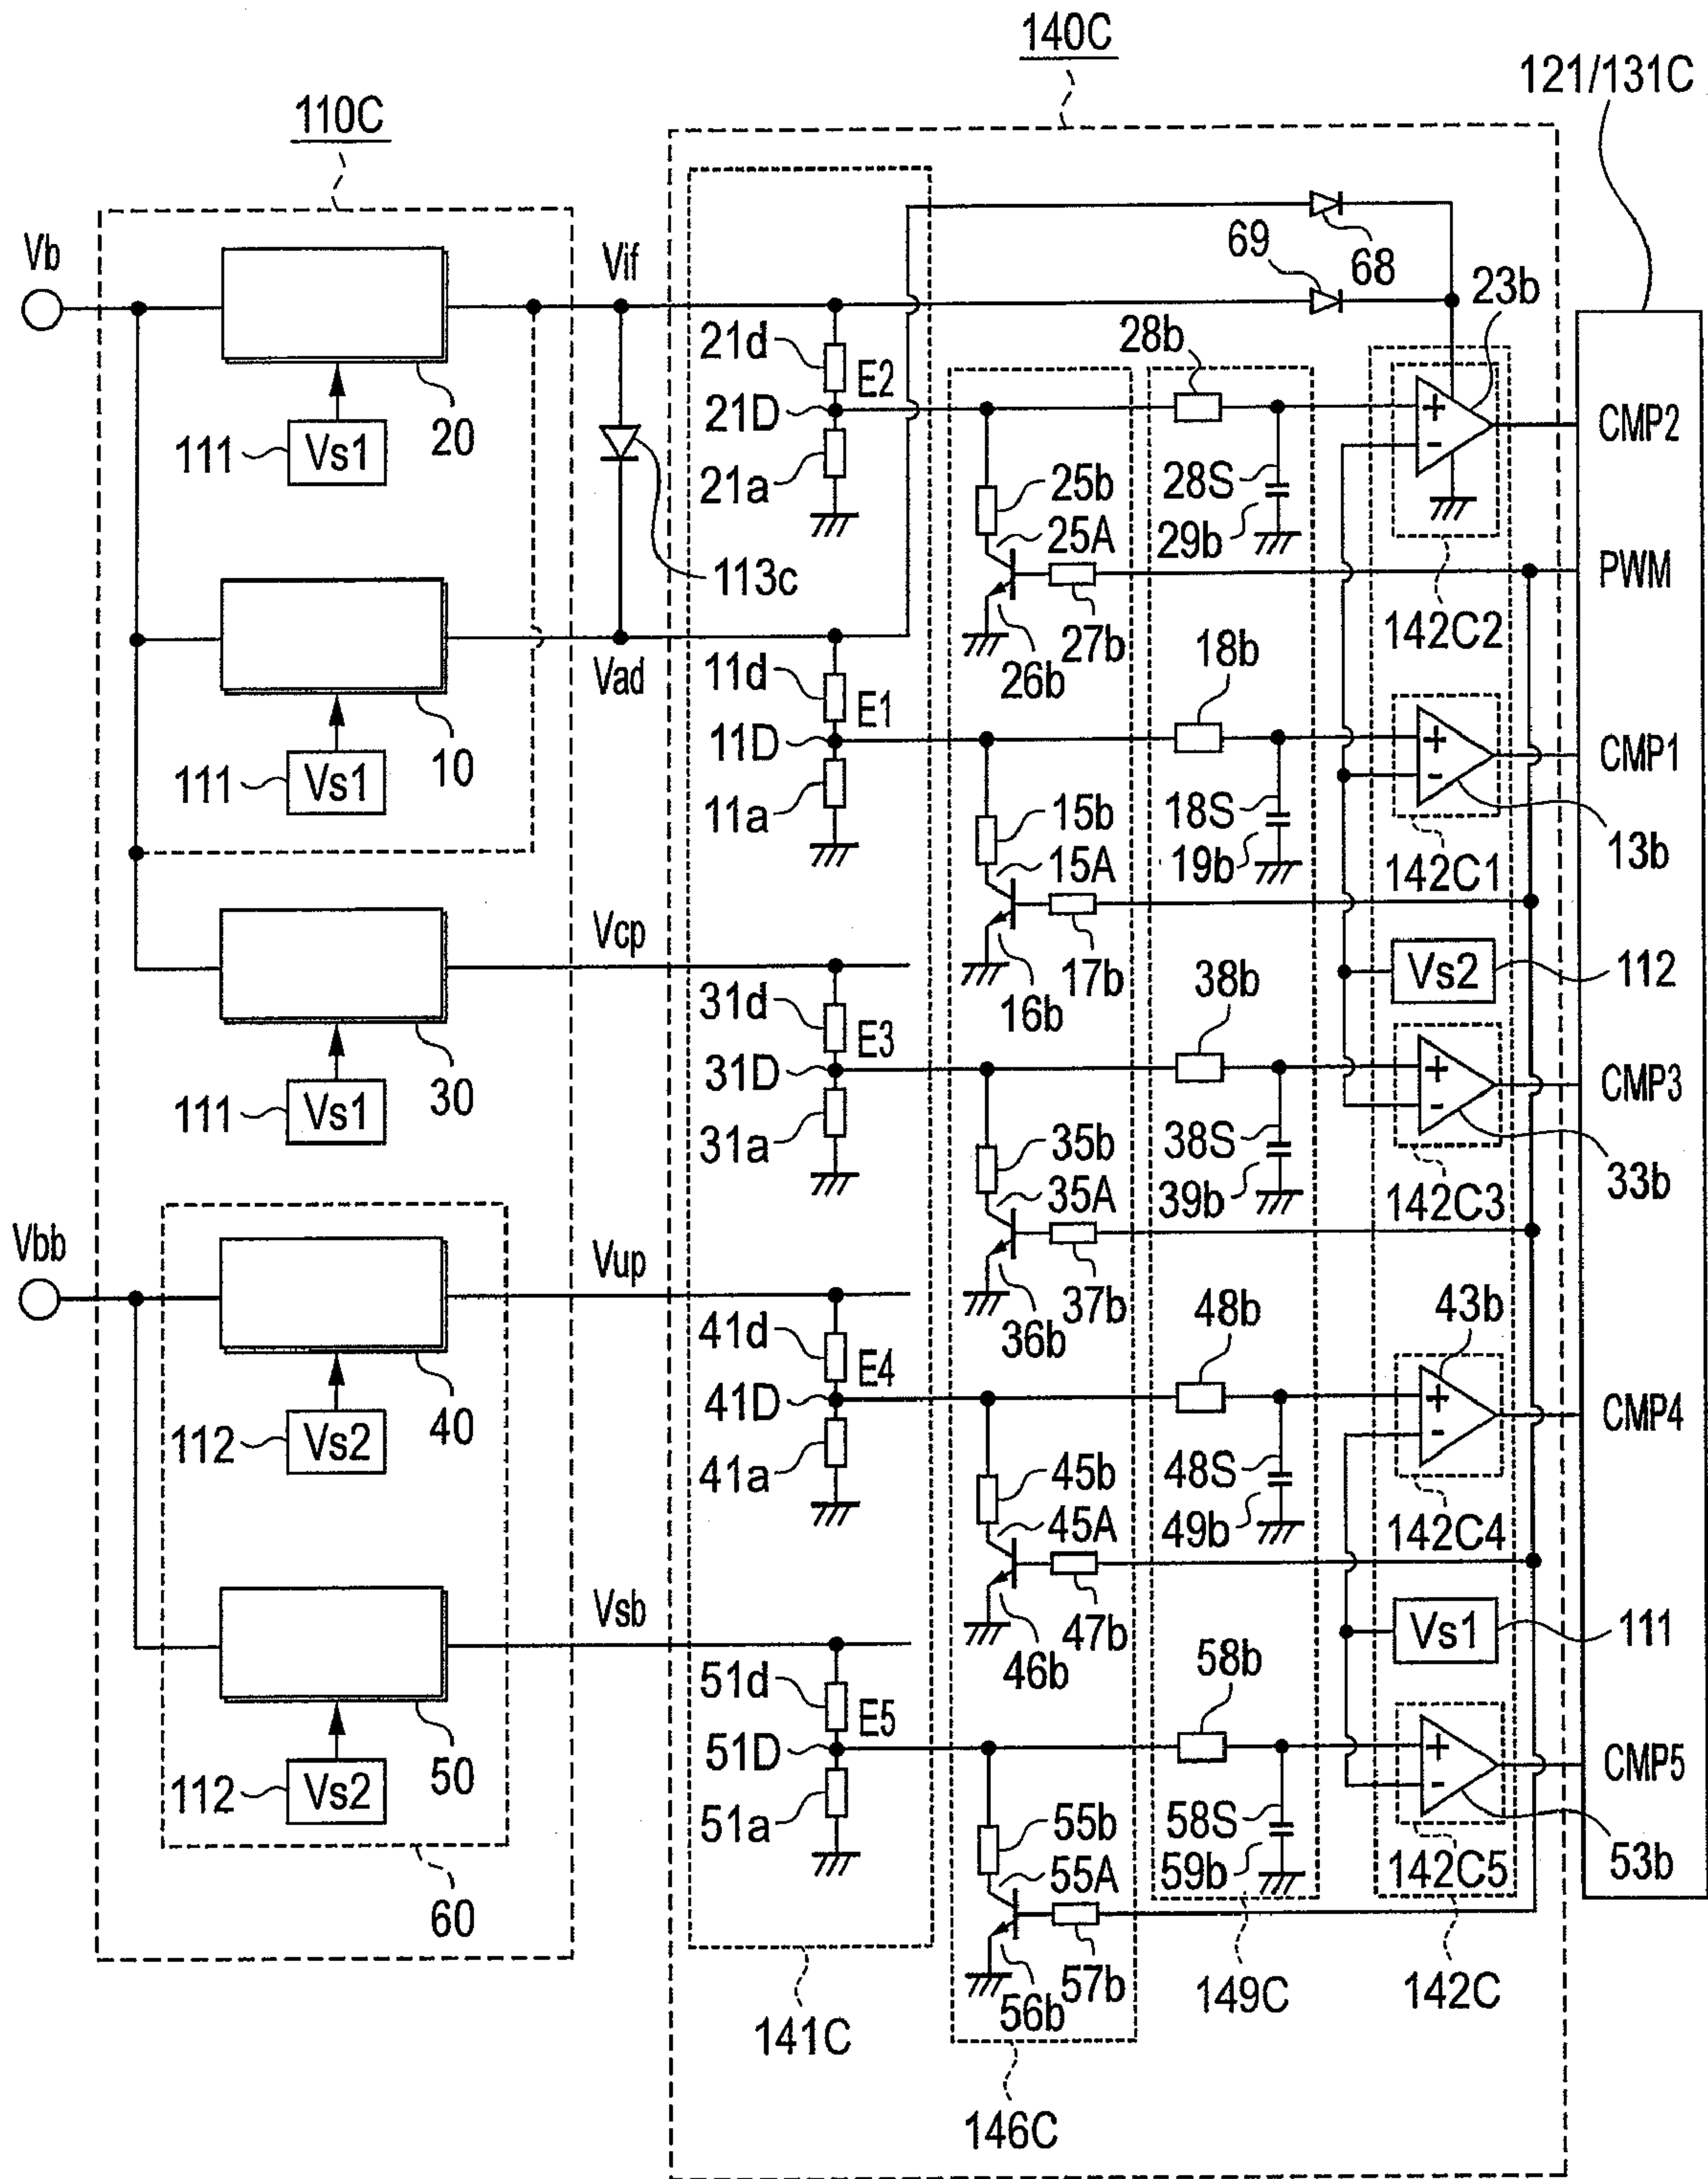 140C
121/131C
110C
Vb
Vif
69
68
23b
28b
21d
E2
21D
21a
111
Vs1
20
CMP2
28S
29b
25b
25A
PWM
113c
27b
26b
142C2
Vad
18b
11d
E1
11D
11a
111
Vs1
10
CMP1
13b
15b
18S
19b
15A
142C1
Vcp
17b
16b
38b
Vs2
112
31d
E3
31D
31a
111
Vs1
30
CMP3
35b
38S
39b
33b
35A
142C3
Vbb
Vup
37b
36b
48b
43b
41d
E4
41D
41a
112
Vs2
40
CMP4
45b
48S
49b
45A
142C4
Vsb
47b
46b
Vs1
111
58b
51d
E5
51D
51a
112
Vs2
50
CMP5
55b
58S
59b
55A
142C5
53b
60
57b
56b
149C
142C
141C
146C